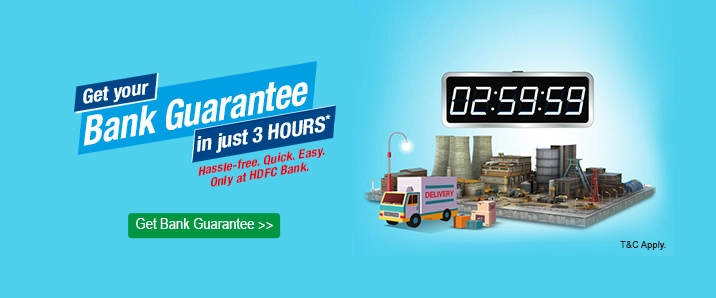 Get your
Bank Guarantee
in just 3 HOURS*
Hassle-free. Quick. Easy.
Only at HDFC Bank.
Get Bank Guarantee >>
02:59:59
DELIVERY
T&C Apply.